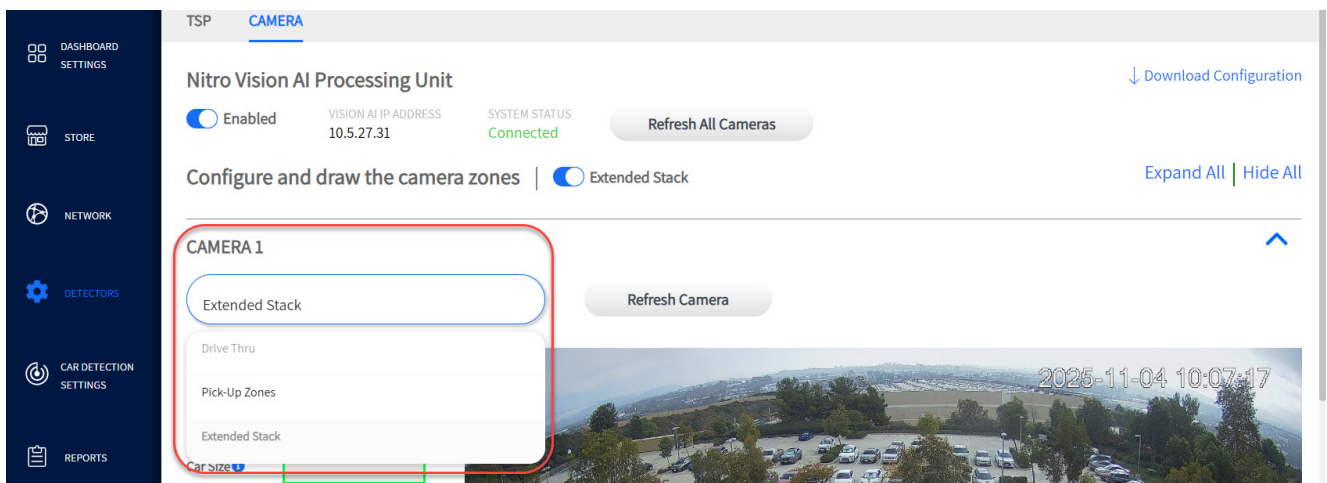 TSP CAMERA
DASHBOARD
SETTINGS
STORE
NETWORK
DETECTORS
CAR DETECTION
SETTINGS
REPORTS
Nitro Vision AI Processing Unit
Download Configuration
Enabled
VISION AI IP ADDRESS
10.5.27.31
SYSTEM STATUS
Connected
Refresh All Cameras
Configure and draw the camera zones | Extended Stack
Expand All | Hide All
CAMERA 1
Extended Stack
Refresh Camera
Drive Thru
Pick-Up Zones
Extended Stack
Car Size
2025-11-04 10:07:17